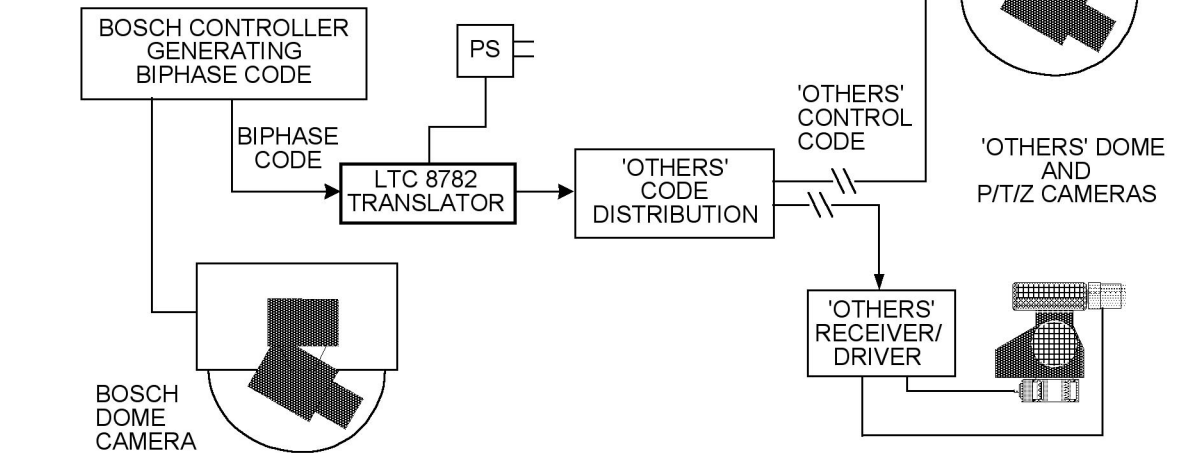 BOSCH CONTROLLER
GENERATING
BIPHASE CODE
PS
BIPHASE
CODE
LTC 8782
TRANSLATOR
'OTHERS'
CODE
DISTRIBUTION
'OTHERS'
CONTROL
CODE
'OTHERS' DOME
AND
P/T/Z CAMERAS
'OTHERS'
RECEIVER/
DRIVER
BOSCH
DOME
CAMERA